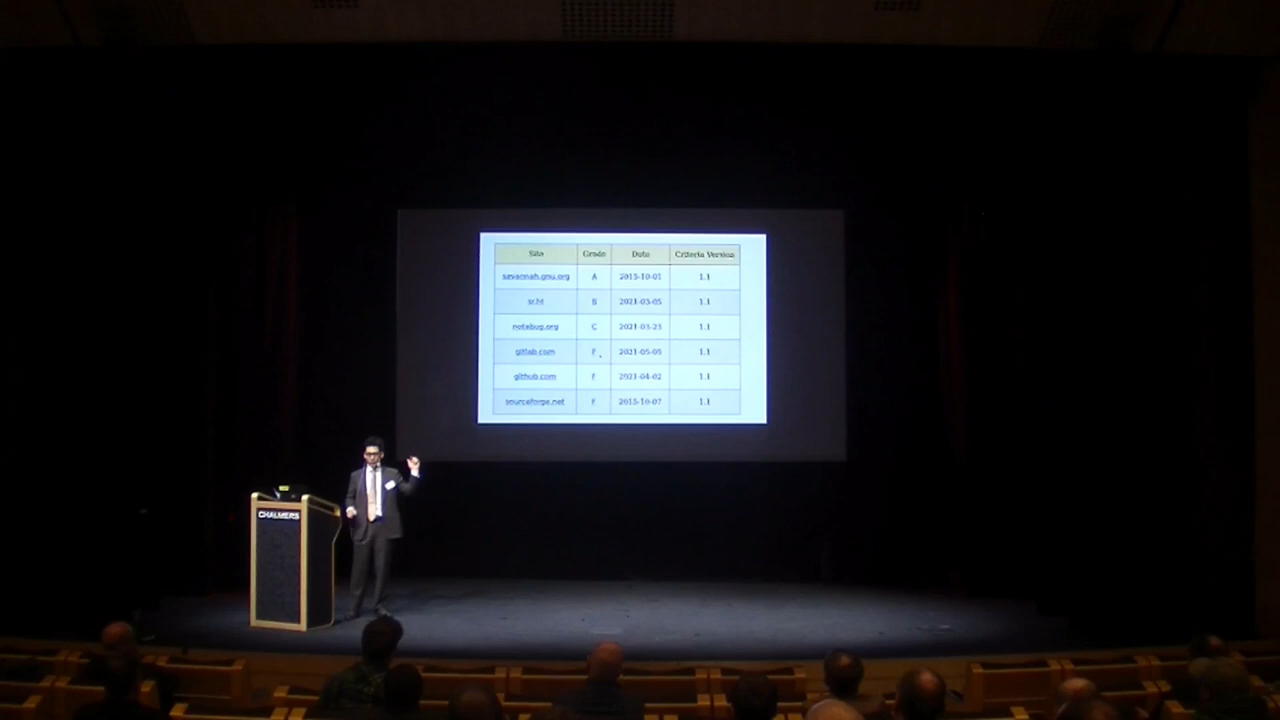 Site Grade Date Criteria Version
savannah.gnu.org A 2015-10-01 1.1
sr.ht B 2021-03-05 1.1
notabug.org C 2021-03-23 1.1
gitlab.com F 2021-05-05 1.1
github.com F 2021-04-02 1.1
sourceforge.net F 2015-10-07 1.1
CHALMERS